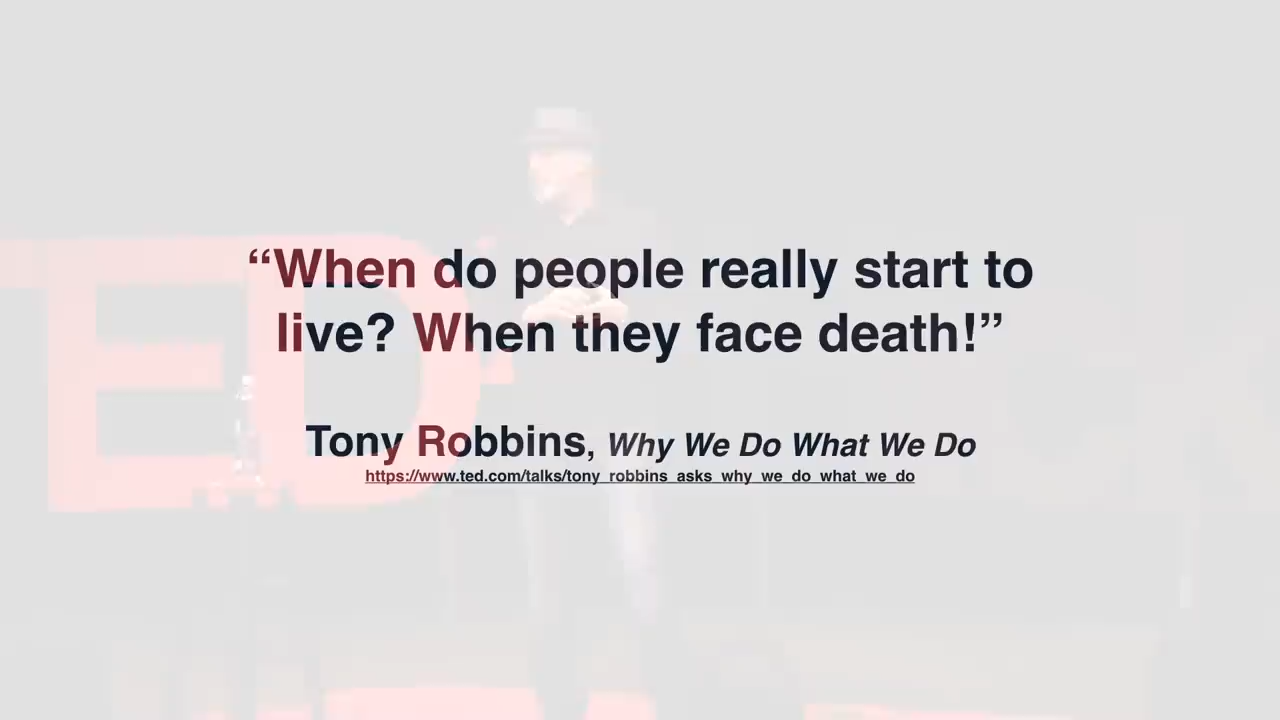 TED
“When do people really start to
live? When they face death!”
Tony Robbins, Why We Do What We Do
https://www.ted.com/talks/tony_robbins_asks_why_we_do_what_we_do